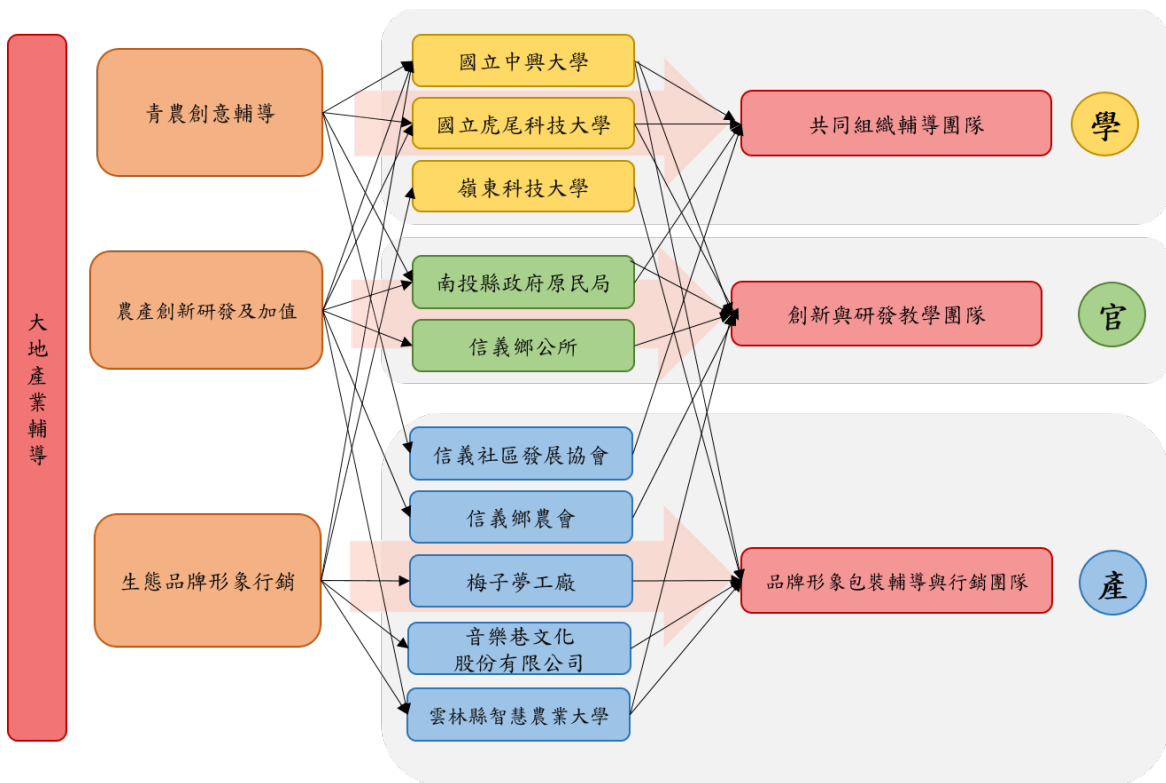 大地產業輔導
青農創意輔導
農產創新研發及加值
生態品牌形象行銷
國立中興大學
國立虎尾科技大學
嶺東科技大學
南投縣政府原民局
信義鄉公所
信義社區發展協會
信義鄉農會
梅子夢工廠
音樂巷文化
股份有限公司
雲林縣智慧農業大學
共同組織輔導團隊
創新與研發教學團隊
品牌形象包裝輔導與行銷團隊
學
官
產